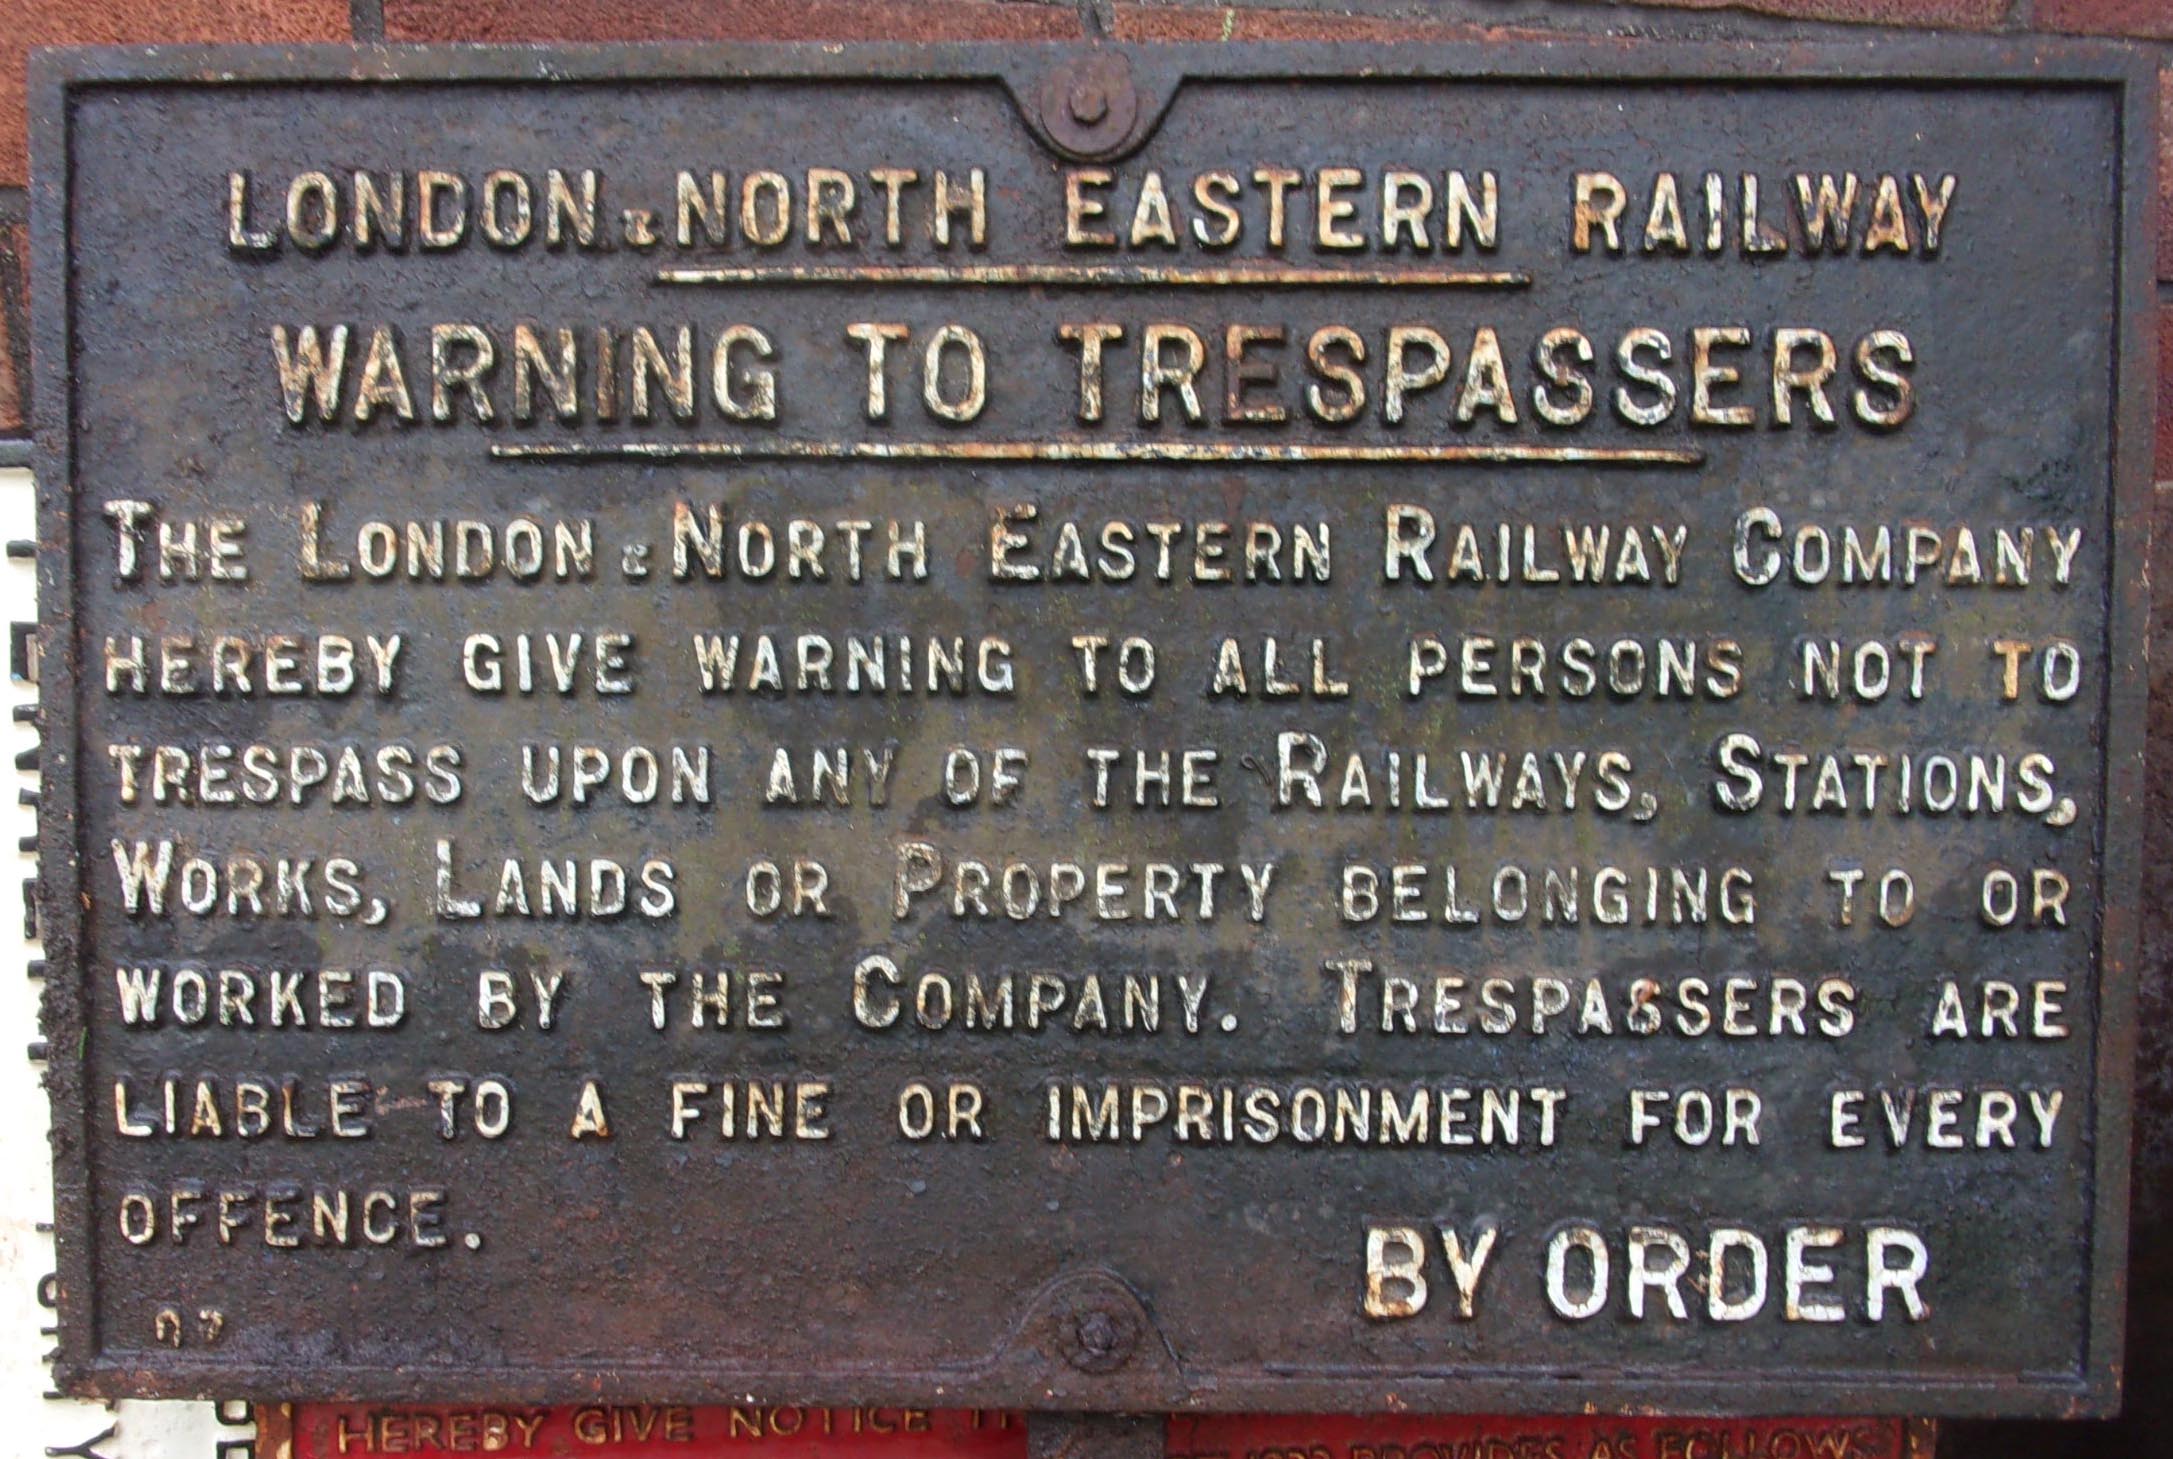 LONDON & NORTH EASTERN RAILWAY
WARNING TO TRESPASSERS
THE LONDON & NORTH EASTERN RAILWAY COMPANY
HEREBY GIVE WARNING TO ALL PERSONS NOT TO
TRESPASS UPON ANY OF THE RAILWAYS, STATIONS,
WORKS, LANDS OR PROPERTY BELONGING TO OR
WORKED BY THE COMPANY. TRESPASSERS ARE
LIABLE TO A FINE OR IMPRISONMENT FOR EVERY
OFFENCE.
BY ORDER
HEREBY GIVE NOTICE
PROVIDES AS FOLLOWS